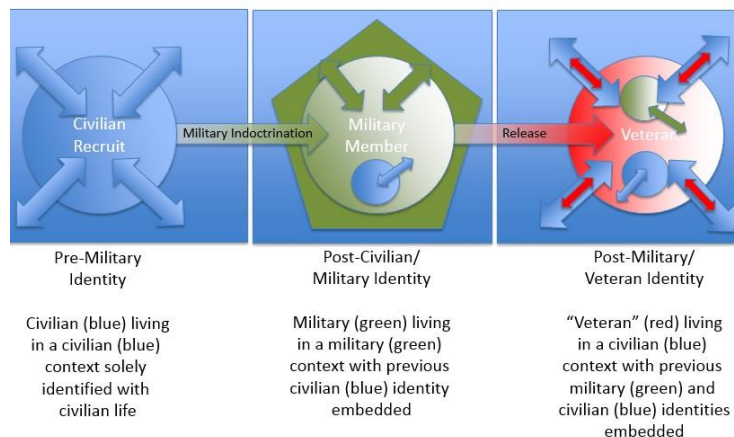 Civilian
Recruit
Military Indoctrination
Military
Member
Release
Veteran
Pre-Military
Identity
Post-Civilian/
Military Identity
Post-Military/
Veteran Identity
Civilian (blue) living
in a civilian (blue)
context solely
identified with
civilian life
Military (green) living
in a military (green)
context with previous
civilian (blue) identity
embedded
“Veteran” (red) living
in a civilian (blue)
context with previous
military (green) and
civilian (blue) identities
embedded